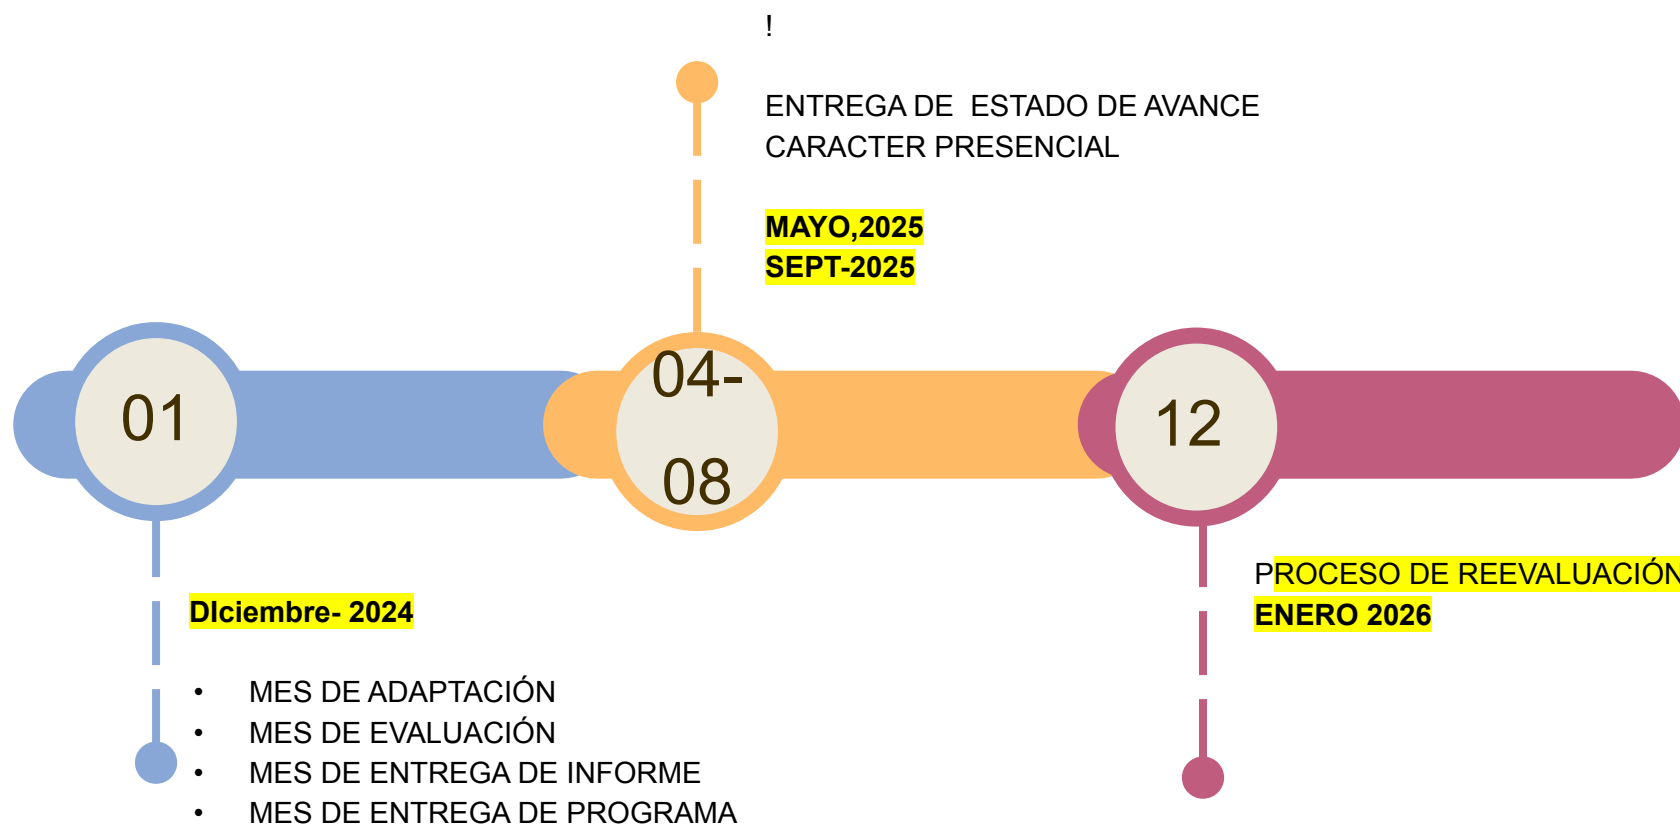 !
ENTREGA DE  ESTADO DE AVANCE
CARACTER PRESENCIAL
MAYO,2025
SEPT-2025
01
04-
08
12
DIciembre- 2024
• MES DE ADAPTACIÓN
• MES DE EVALUACIÓN
• MES DE ENTREGA DE INFORME
• MES DE ENTREGA DE PROGRAMA
PROCESO DE REEVALUACIÓN
ENERO 2026